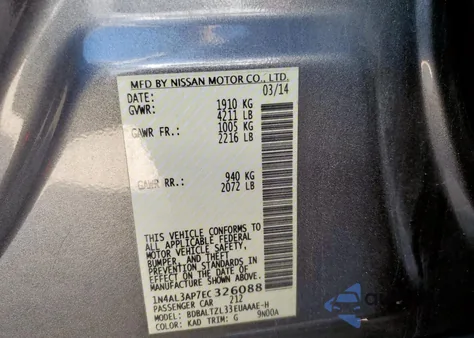 MFD BY NISSAN MOTOR CO., LTD.
DATE: 03/14
GVWR: 1910 KG
4211 LB
GAWR FR.: 1005 KG
2216 LB
GAWR RR.: 940 KG
2072 LB
THIS VEHICLE CONFORMS TO
ALL APPLICABLE FEDERAL
MOTOR VEHICLE SAFETY,
BUMPER, AND THEFT PREVENTION
STANDARDS IN EFFECT ON THE
DATE OF MANUFACTURE
SHOWN ABOVE.
1N4AL3AP7EC326088
PASSENGER CAR 212
MODEL: BDBALTZL33EUAAAE-H
COLOR: KAD TRIM: G 9N00A